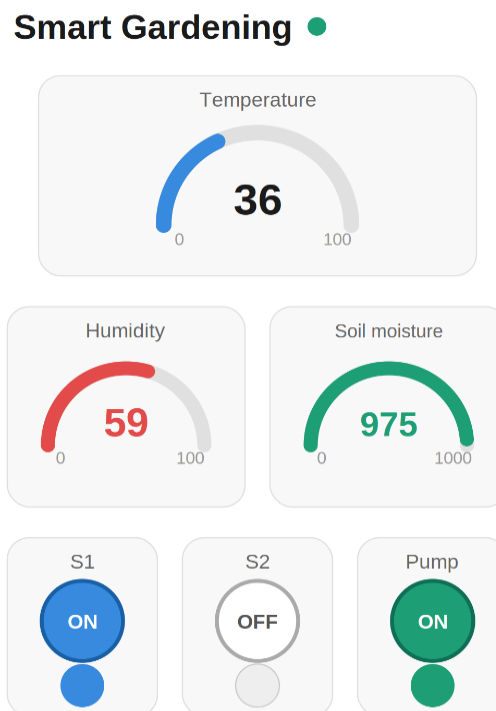 Smart Gardening
Temperature
36
0 100
Humidity Soil moisture
59 975
0 100 0 1000
S1 S2 Pump
ON OFF ON